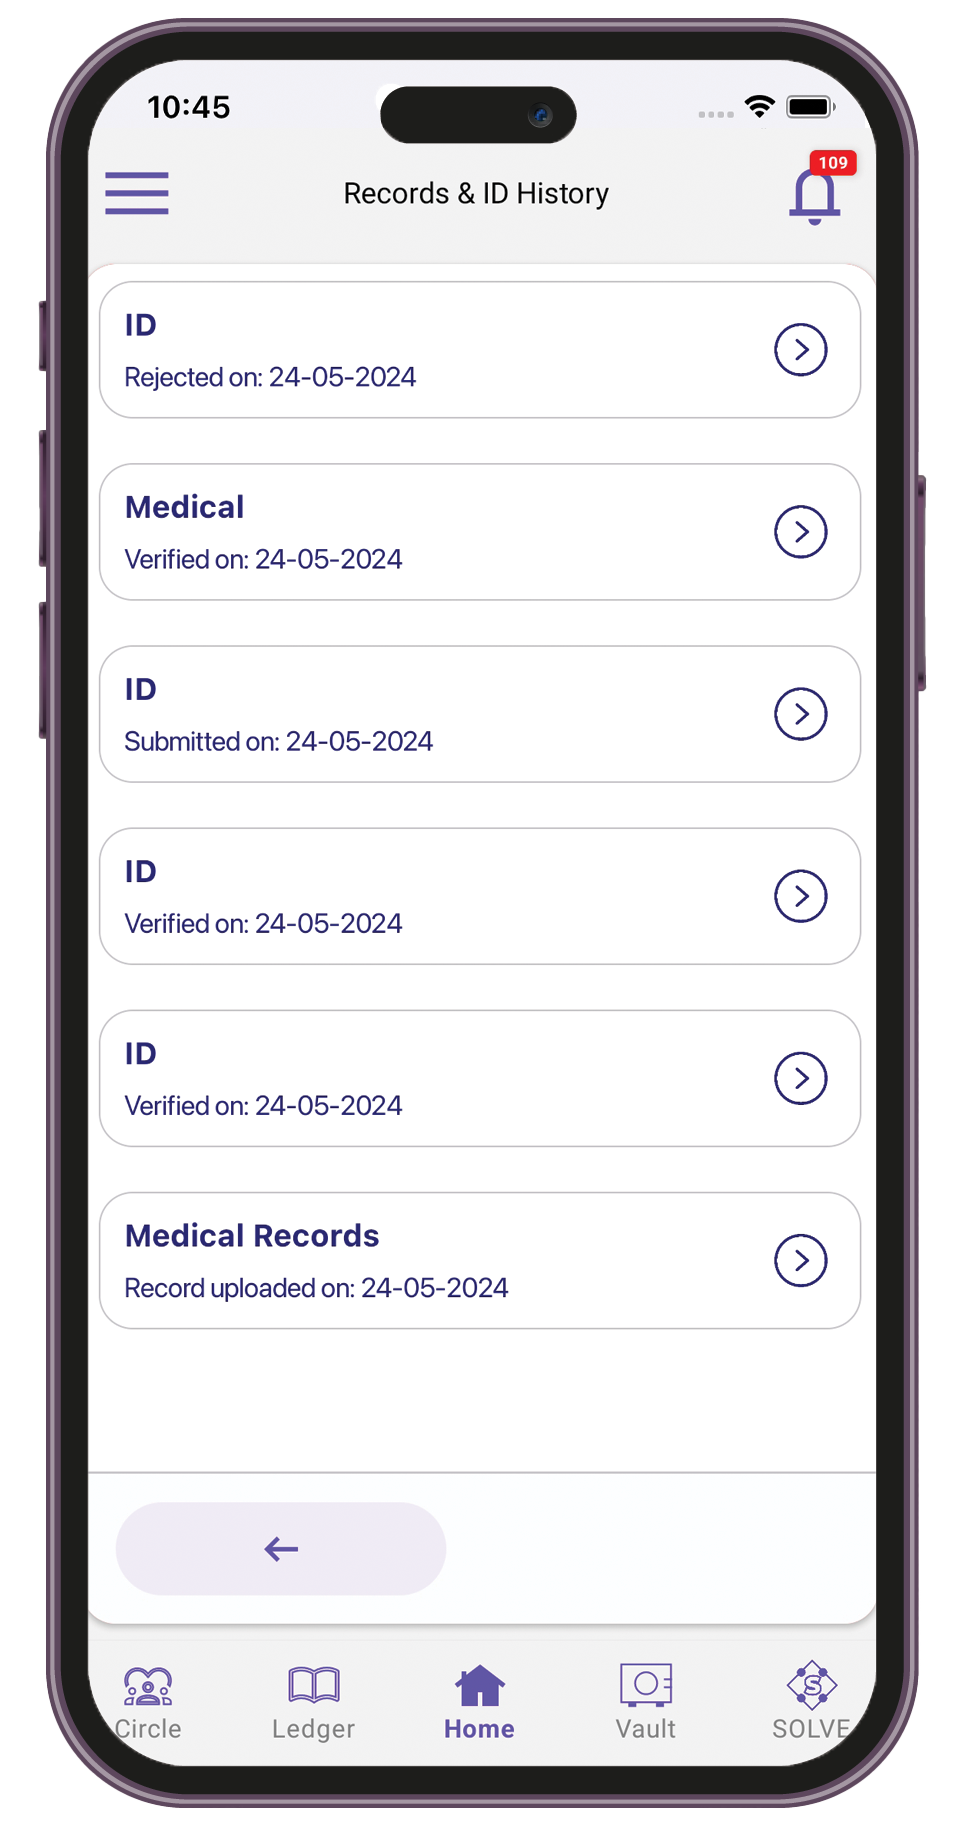 10:45
109
Records & ID History
ID
Rejected on: 24-05-2024
Medical
Verified on: 24-05-2024
ID
Submitted on: 24-05-2024
ID
Verified on: 24-05-2024
ID
Verified on: 24-05-2024
Medical Records
Record uploaded on: 24-05-2024
S
Circle
Ledger
Home
Vault
SOLVE